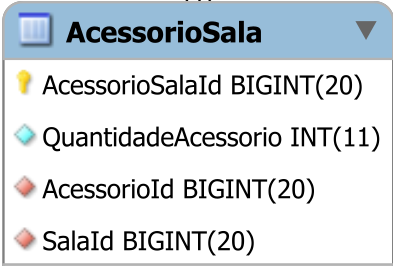 AcessorioSala
AcessorioSalaId BIGINT(20)
QuantidadeAcessorio INT(11)
AcessorioId BIGINT(20)
SalaId BIGINT(20)